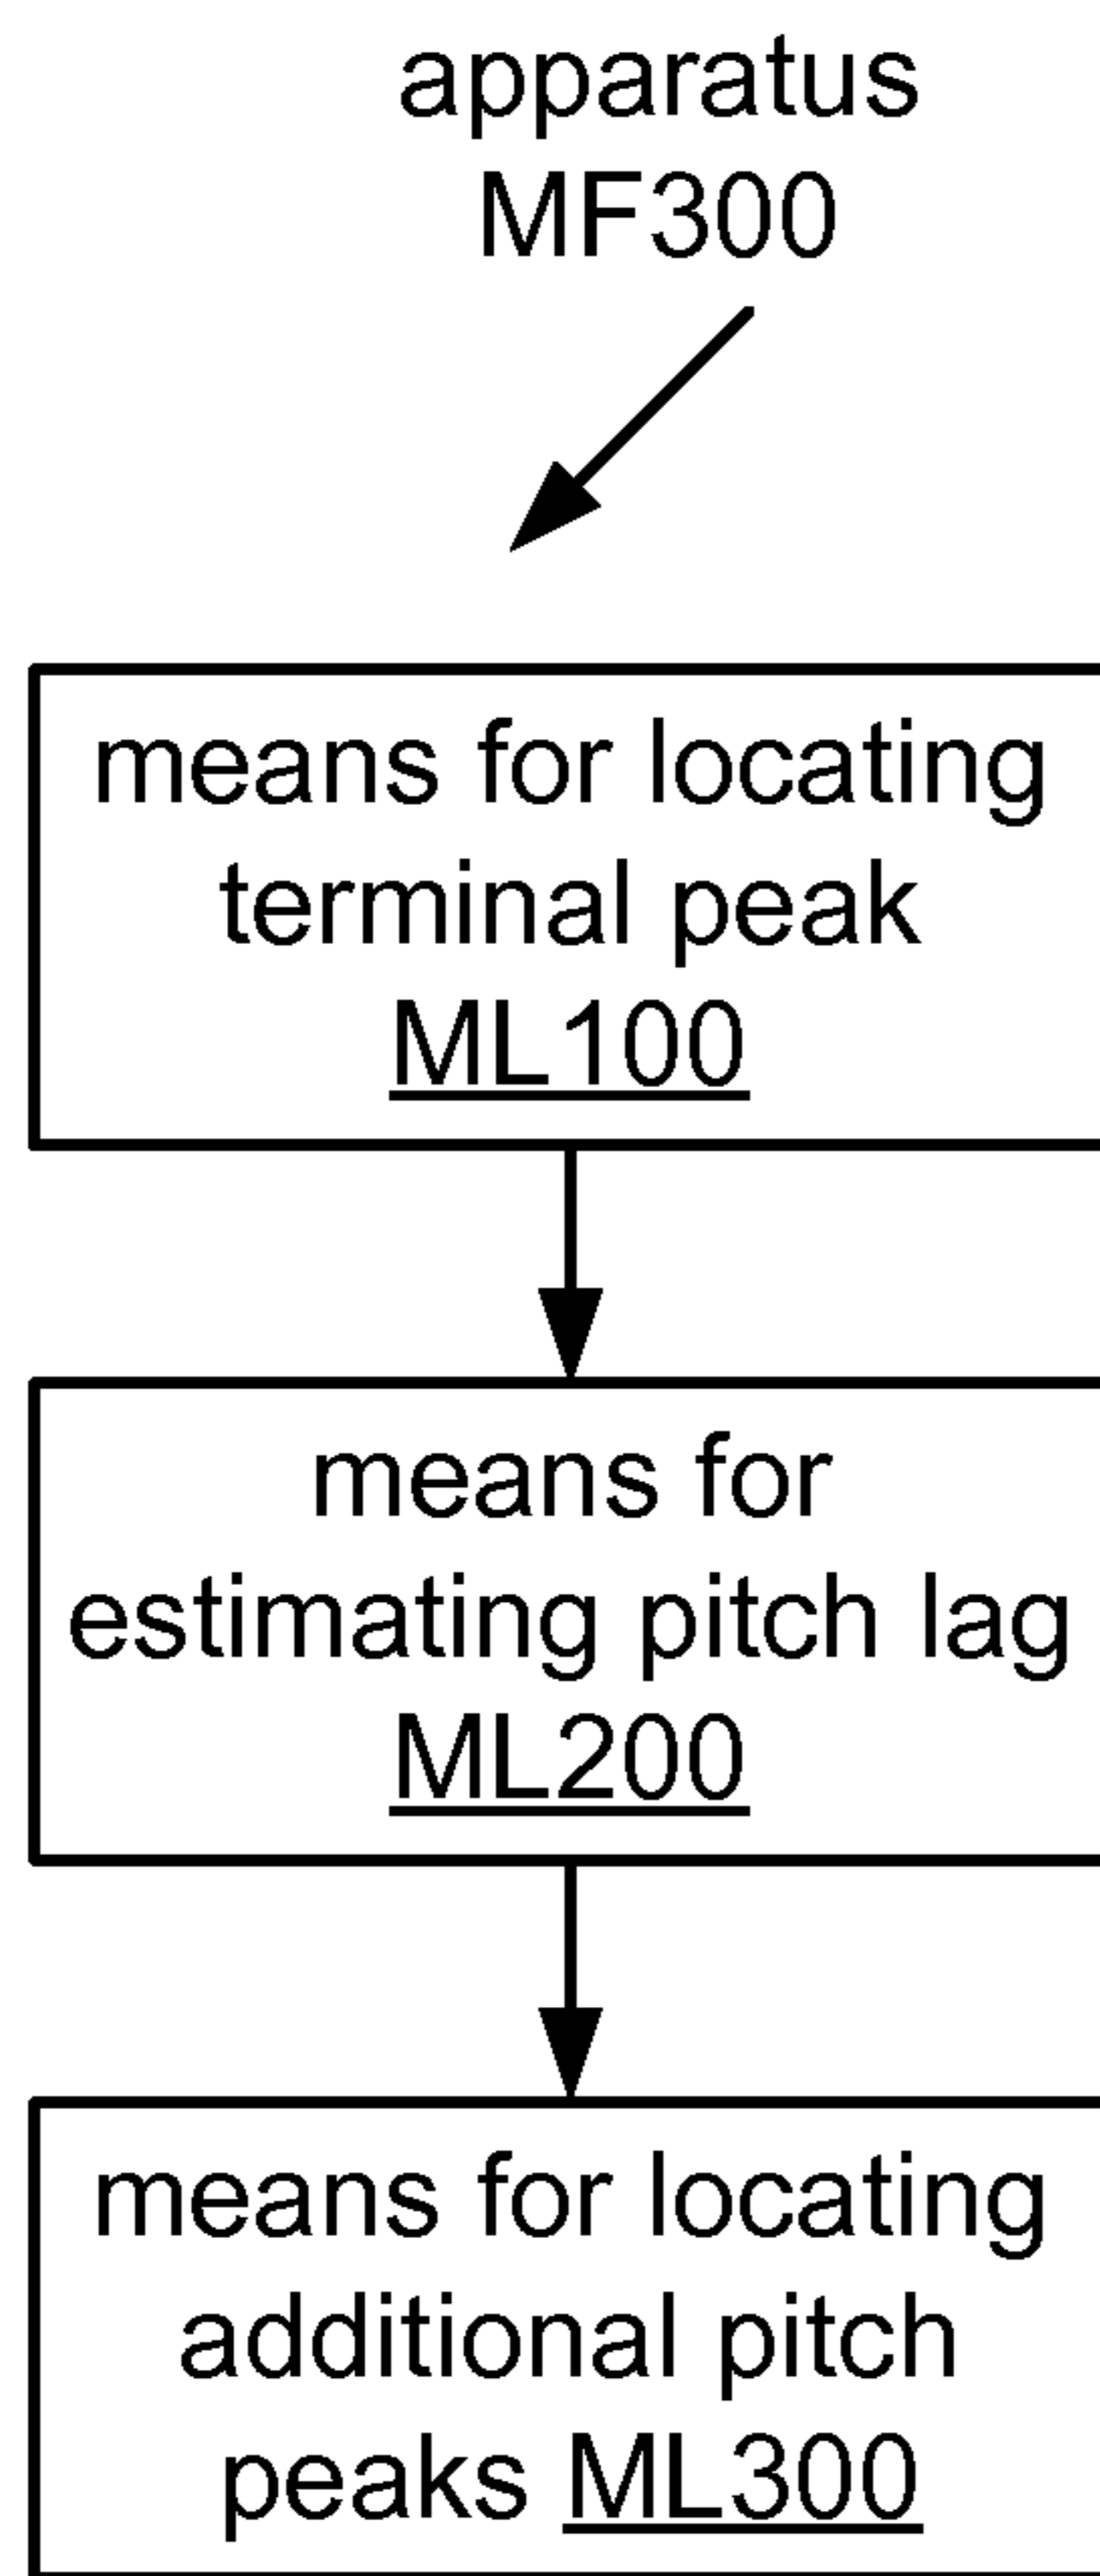 apparatus
MF300
means for locating
terminal peak
ML100
means for
estimating pitch lag
ML200
means for locating
additional pitch
peaks ML300